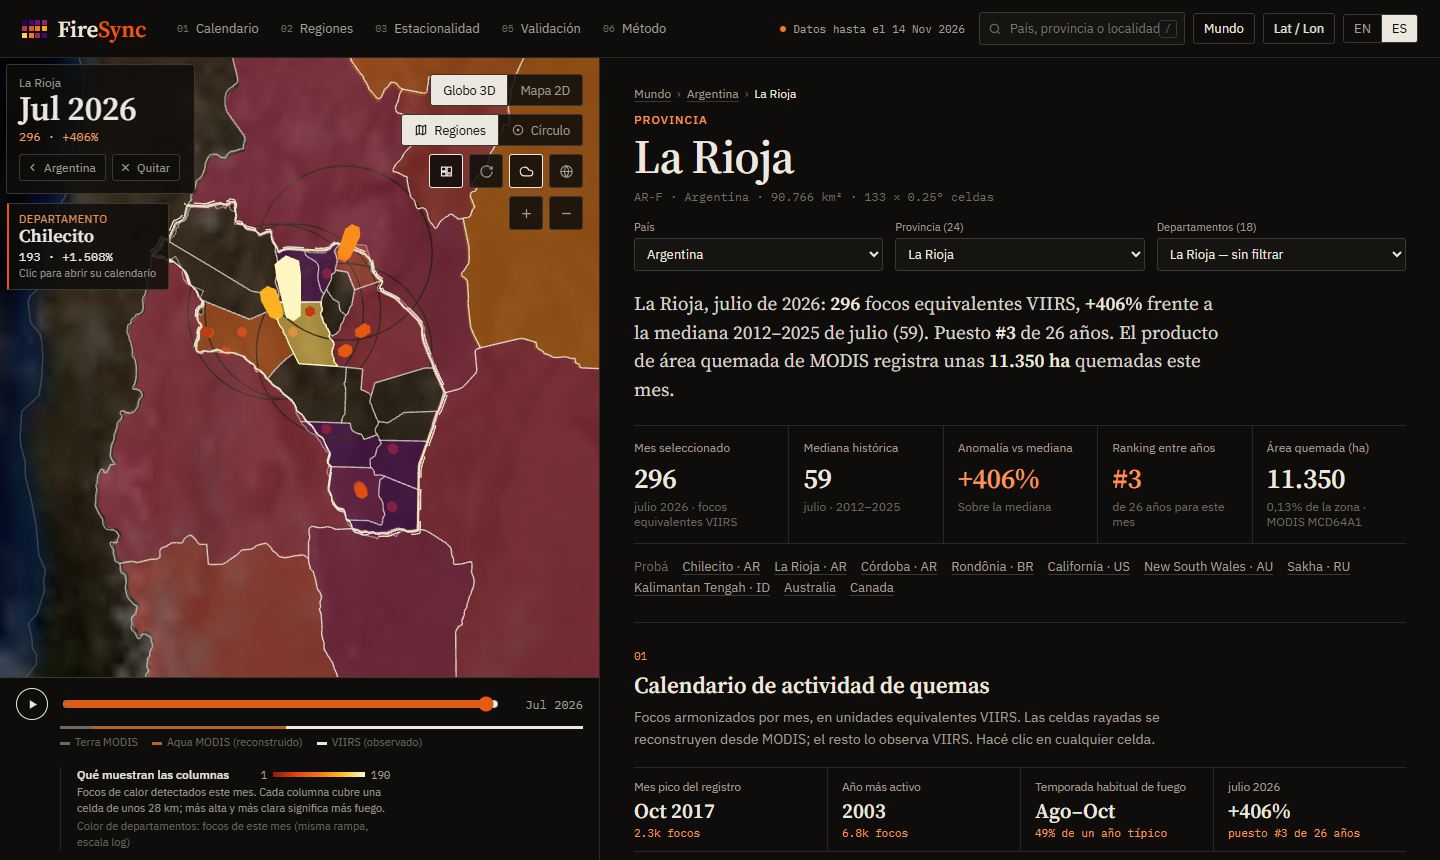 FireSync
01 Calendario
02 Regiones
03 Estacionalidad
05 Validación
06 Método
Datos hasta el 14 Nov 2026
País, provincia o localidad
/
Mundo
Lat / Lon
EN
ES
La Rioja
Jul 2026
296 · +406%
Argentina
Quitar
DEPARTAMENTO
Chilecito
193 · +1.508%
Clic para abrir su calendario
Globo 3D
Mapa 2D
Regiones
Círculo
+
−
Jul 2026
Terra MODIS
Aqua MODIS (reconstruido)
VIIRS (observado)
Qué muestran las columnas
1
190
Focos de calor detectados este mes. Cada columna cubre una
celda de unos 28 km; más alta y más clara significa más fuego.
Color de departamentos: focos de este mes (misma rampa,
escala log)
Mundo › Argentina › La Rioja
PROVINCIA
La Rioja
AR-F · Argentina · 90.766 km² · 133 × 0.25° celdas
País
Provincia (24)
Departamentos (18)
Argentina
La Rioja
La Rioja — sin filtrar
La Rioja, julio de 2026: 296 focos equivalentes VIIRS, +406% frente a
la mediana 2012–2025 de julio (59). Puesto #3 de 26 años. El producto
de área quemada de MODIS registra unas 11.350 ha quemadas este
mes.
Mes seleccionado
296
julio 2026 · focos
equivalentes VIIRS
Mediana histórica
59
julio · 2012–2025
Anomalía vs mediana
+406%
Sobre la mediana
Ranking entre años
#3
de 26 años para este
mes
Área quemada (ha)
11.350
0,13% de la zona ·
MODIS MCD64A1
Probá Chilecito · AR La Rioja · AR Córdoba · AR Rondônia · BR California · US New South Wales · AU Sakha · RU
Kalimantan Tengah · ID Australia Canada
01
Calendario de actividad de quemas
Focos armonizados por mes, en unidades equivalentes VIIRS. Las celdas rayadas se
reconstruyen desde MODIS; el resto lo observa VIIRS. Hacé clic en cualquier celda.
Mes pico del registro
Oct 2017
2.3k focos
Año más activo
2003
6.8k focos
Temporada habitual de fuego
Ago–Oct
49% de un año típico
julio 2026
+406%
puesto #3 de 26 años